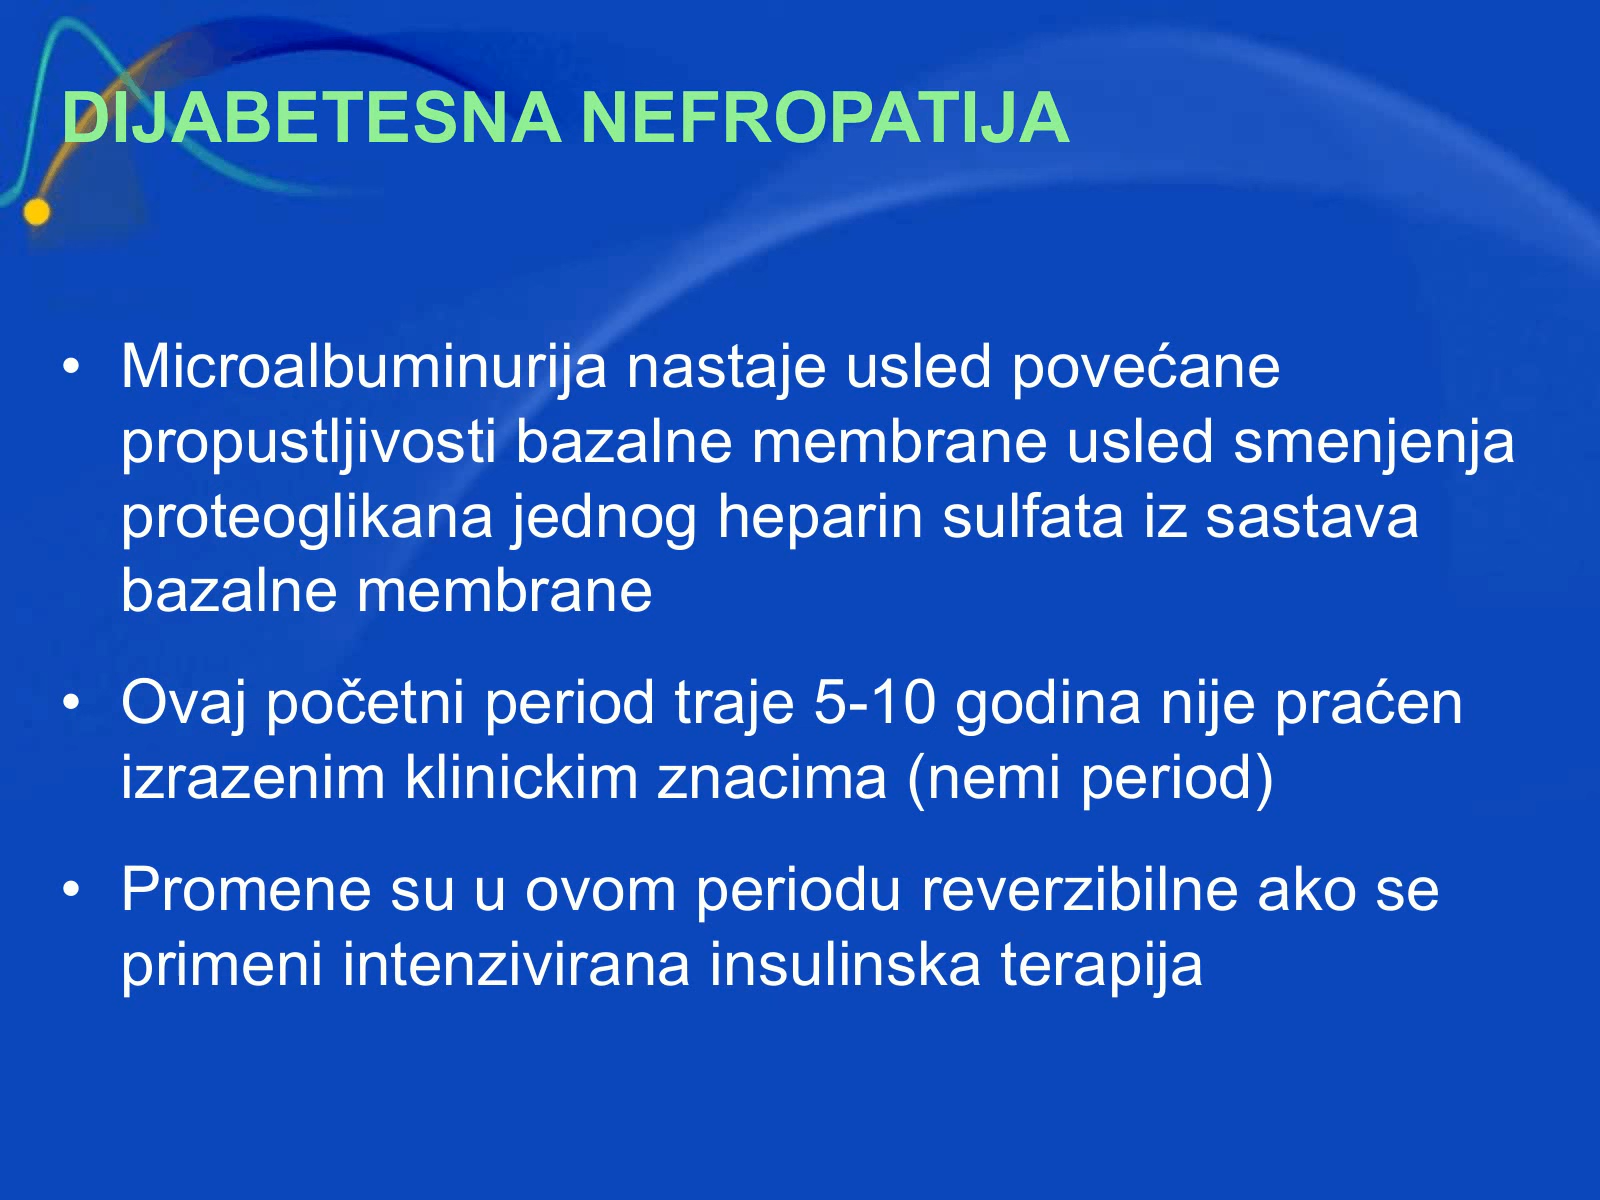 DIJABETESNA NEFROPATIJA
• Microalbuminurija nastaje usled povećane
propustljivosti bazalne membrane usled smenjenja
proteoglikana jednog heparin sulfata iz sastava
bazalne membrane
• Ovaj početni period traje 5-10 godina nije praćen
izrazenim klinickim znacima (nemi period)
• Promene su u ovom periodu reverzibilne ako se
primeni intenzivirana insulinska terapija